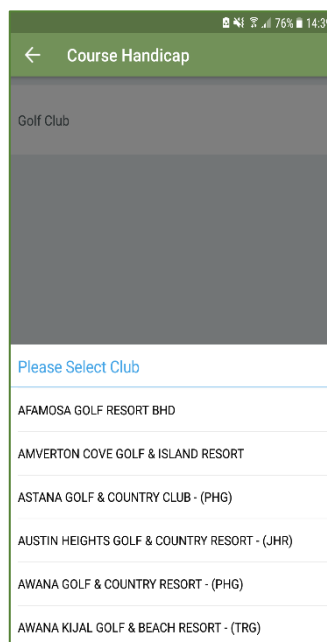 76% 14:39
Course Handicap
Golf Club
Please Select Club
AFAMOSA GOLF RESORT BHD
AMVERTON COVE GOLF & ISLAND RESORT
ASTANA GOLF & COUNTRY CLUB - (PHG)
AUSTIN HEIGHTS GOLF & COUNTRY RESORT - (JHR)
AWANA GOLF & COUNTRY RESORT - (PHG)
AWANA KIJAL GOLF & BEACH RESORT - (TRG)